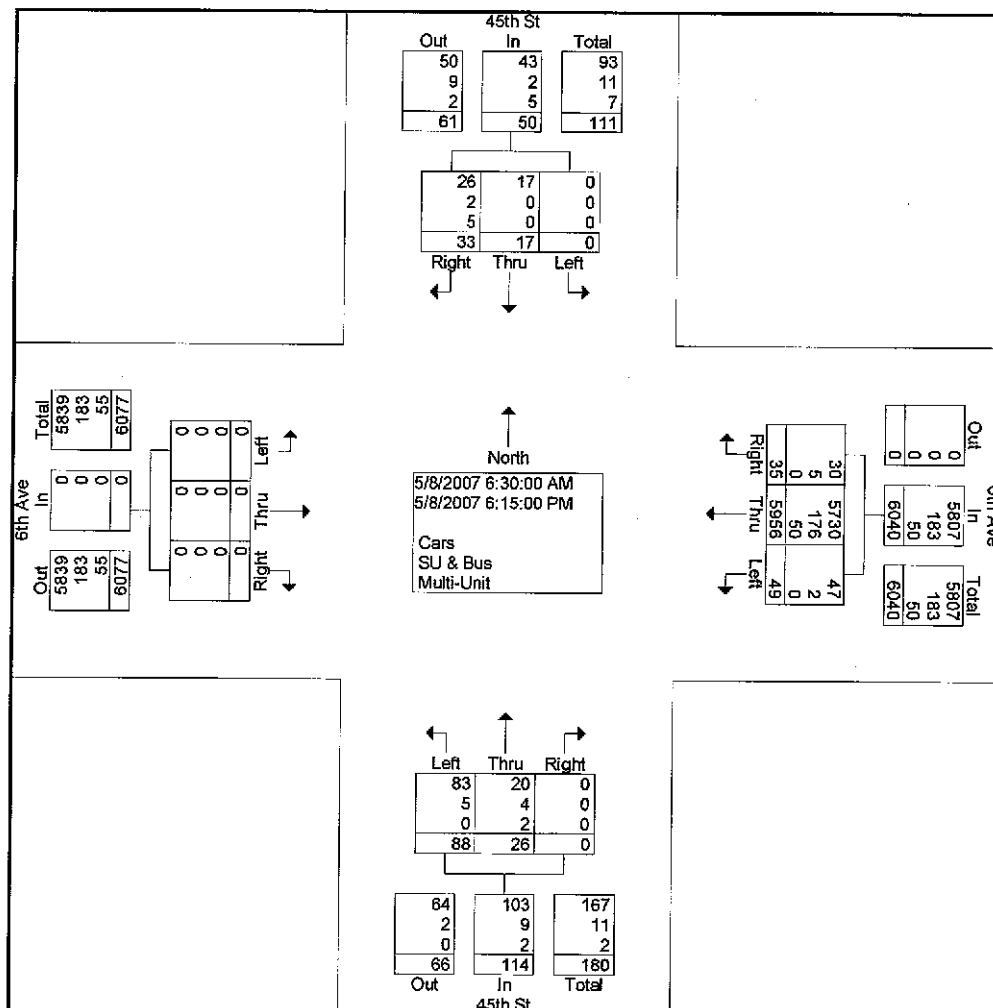 45th St
Out In Total
50 43 93
9 2 11
2 5 7
61 50 111
26 17 0
2 0 0
5 0 0
33 17 0
Right Thru Left
Total
5839
183
55
6077
In
0
0
0
0
Out
5839
183
55
6077
6th Ave
Left
0
0
0
0
Thru
0
0
0
0
Right
0
0
0
0
North
5/8/2007 6:30:00 AM
5/8/2007 6:15:00 PM
Cars
SU & Bus
Multi-Unit
Right
30
5
0
35
Thru
5730
176
50
5956
Left
47
2
0
49
Out
0
0
0
0
In
5807
183
50
6040
Total
5807
183
50
6040
Ave
Left Thru Right
83 20 0
5 4 0
0 2 0
88 26 0
64 103 167
2 9 11
0 2 2
66 114 180
Out In Total
45th St